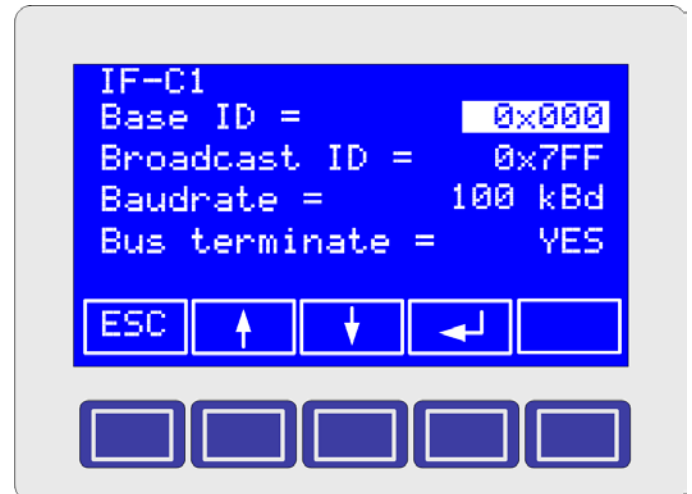 IF-C1
Base ID = 0x000
Broadcast ID = 0x7FF
Baudrate = 100 kBd
Bus terminate = YES
ESC